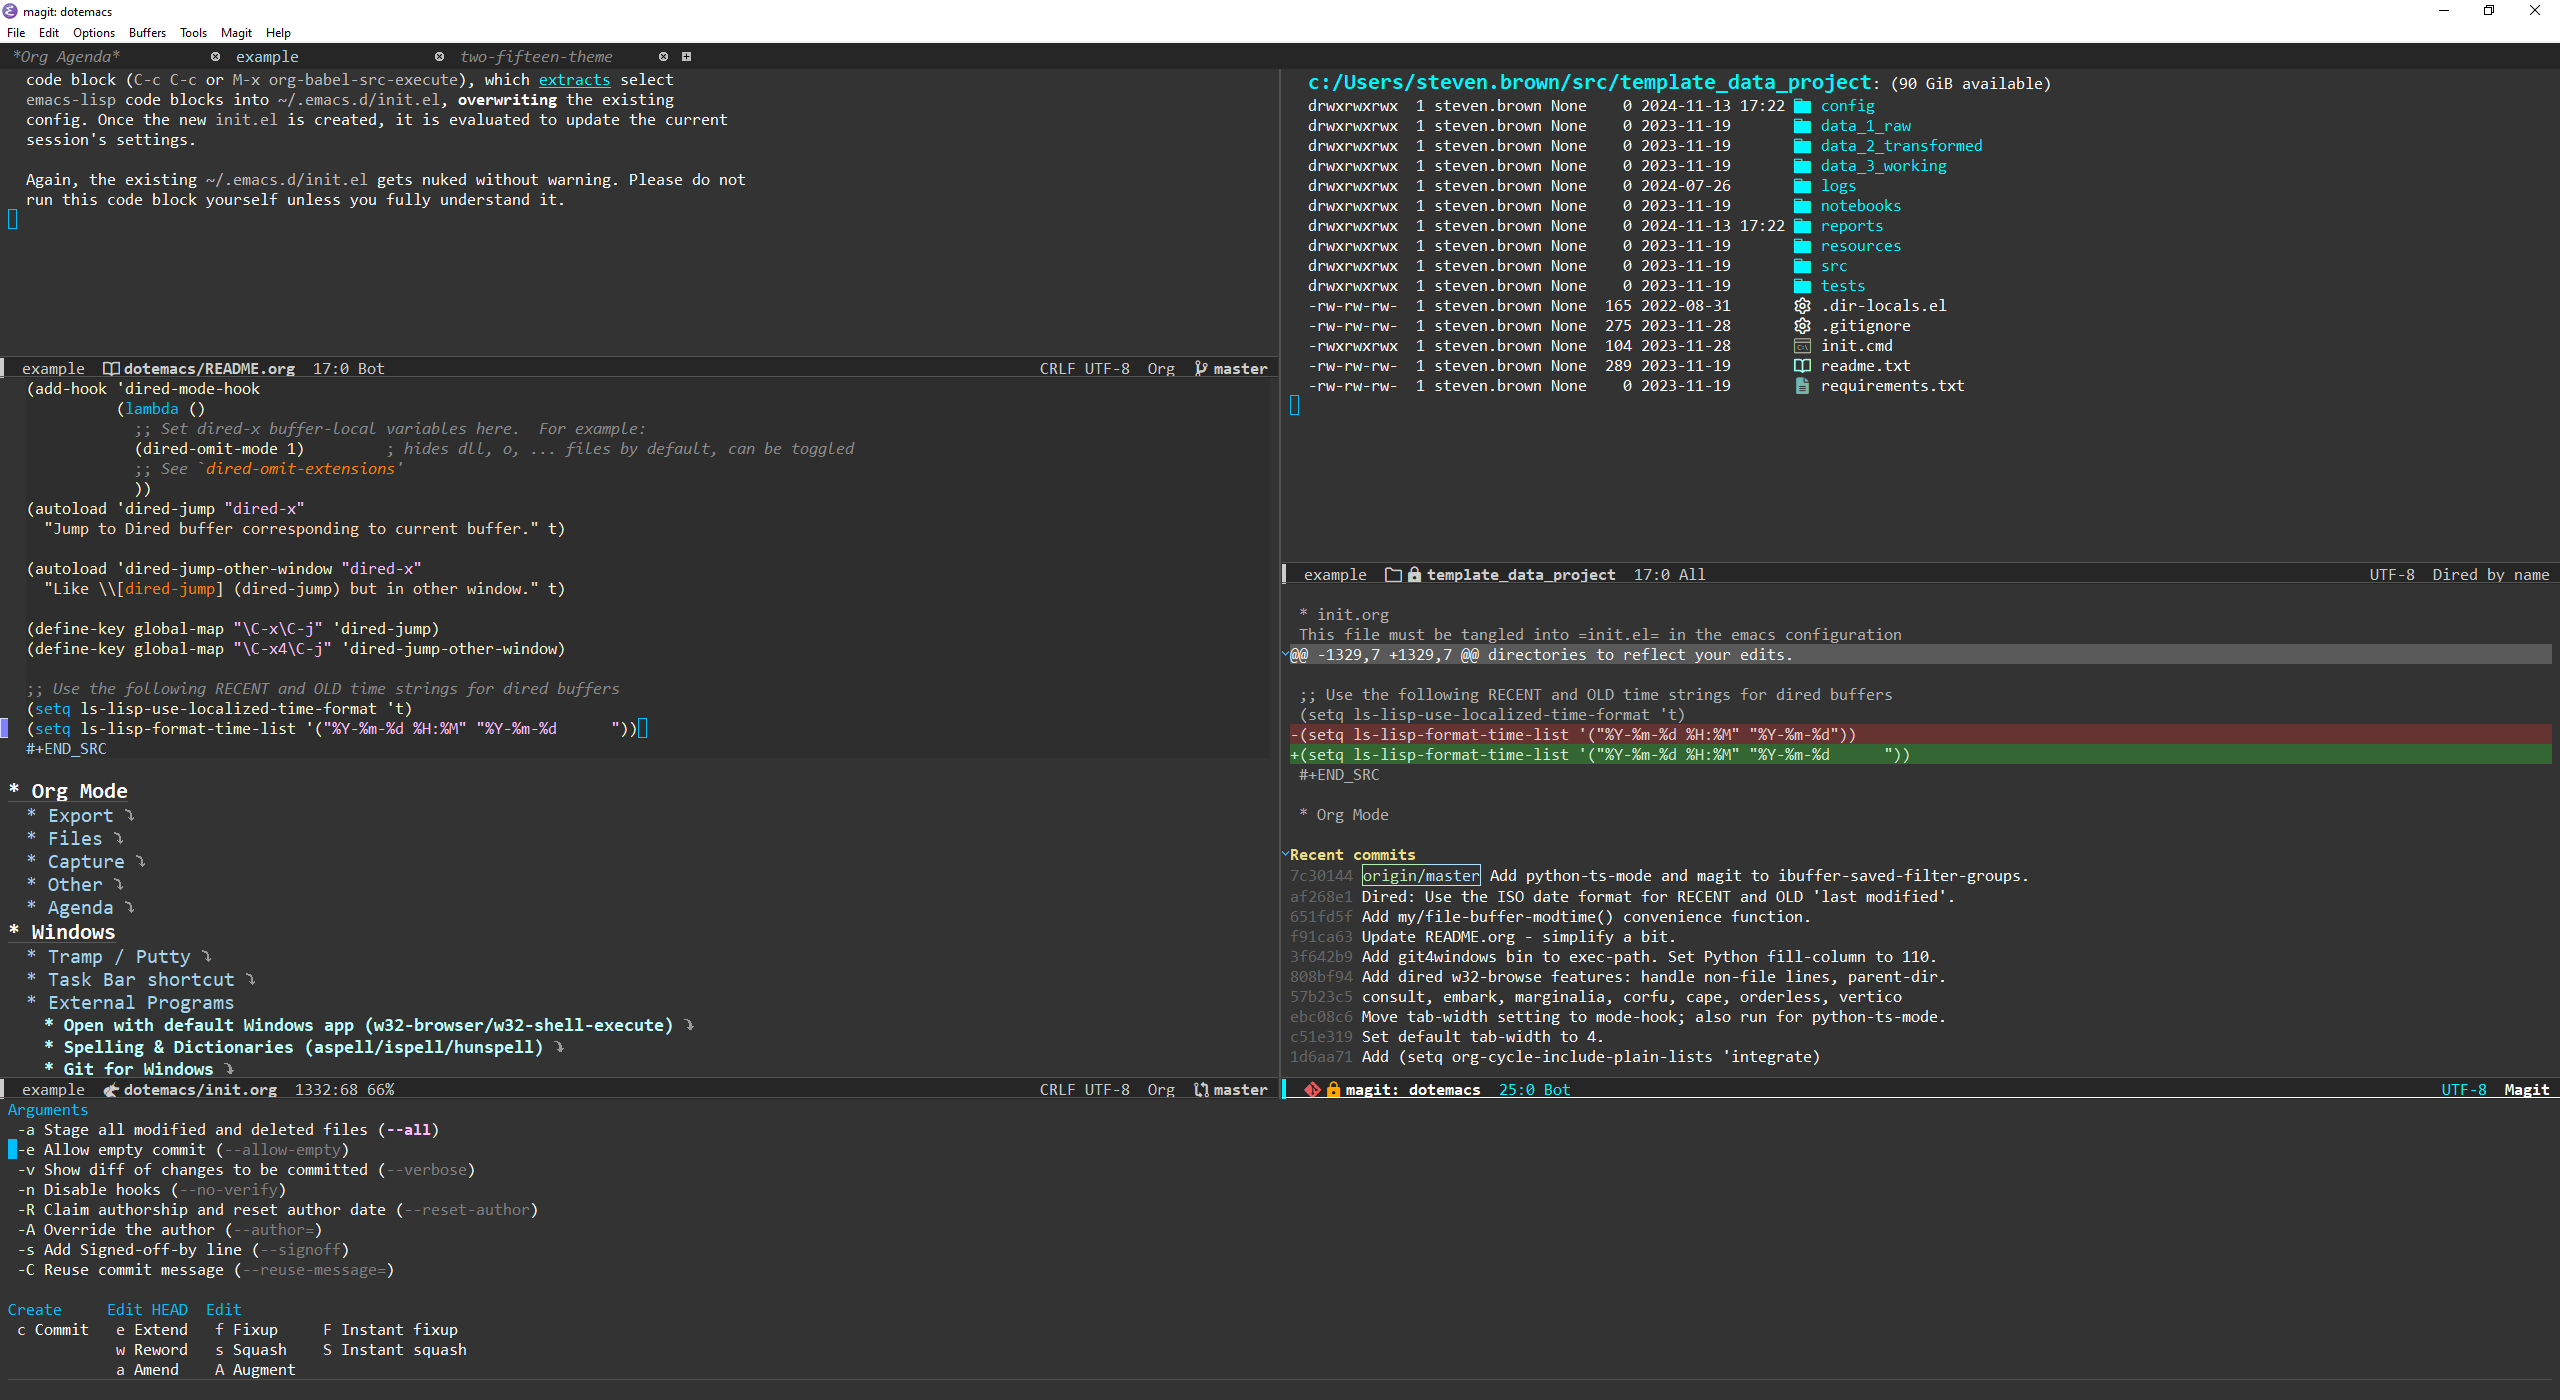 magit: dotemacs
File Edit Options Buffers Tools Magit Help
*Org Agenda* example two-fifteen-theme
code block (C-c C-c or M-x org-babel-src-execute), which extracts select
emacs-lisp code blocks into ~/.emacs.d/init.el, overwriting the existing
config. Once the new init.el is created, it is evaluated to update the current
session's settings.
Again, the existing ~/.emacs.d/init.el gets nuked without warning. Please do not
run this code block yourself unless you fully understand it.
example dotemacs/README.org 17:0 Bot CRLF UTF-8 Org master
(add-hook 'dired-mode-hook
(lambda ()
;; Set dired-x buffer-local variables here.  For example:
(dired-omit-mode 1) ; hides dll, o, ... files by default, can be toggled
;; See `dired-omit-extensions'
))
(autoload 'dired-jump "dired-x"
"Jump to Dired buffer corresponding to current buffer." t)
(autoload 'dired-jump-other-window "dired-x"
"Like \\[dired-jump] (dired-jump) but in other window." t)
(define-key global-map "\C-x\C-j" 'dired-jump)
(define-key global-map "\C-x4\C-j" 'dired-jump-other-window)
;; Use the following RECENT and OLD time strings for dired buffers
(setq ls-lisp-use-localized-time-format 't)
(setq ls-lisp-format-time-list '("%Y-%m-%d %H:%M" "%Y-%m-%d      "))
#+END_SRC
* Org Mode
* Export
* Files
* Capture
* Other
* Agenda
* Windows
* Tramp / Putty
* Task Bar shortcut
* External Programs
* Open with default Windows app (w32-browser/w32-shell-execute)
* Spelling & Dictionaries (aspell/ispell/hunspell)
* Git for Windows
example dotemacs/init.org 1332:68 66% CRLF UTF-8 Org master
c:/Users/steven.brown/src/template_data_project: (90 GiB available)
drwxrwxrwx 1 steven.brown None 0 2024-11-13 17:22 config
drwxrwxrwx 1 steven.brown None 0 2023-11-19 data_1_raw
drwxrwxrwx 1 steven.brown None 0 2023-11-19 data_2_transformed
drwxrwxrwx 1 steven.brown None 0 2023-11-19 data_3_working
drwxrwxrwx 1 steven.brown None 0 2024-07-26 logs
drwxrwxrwx 1 steven.brown None 0 2023-11-19 notebooks
drwxrwxrwx 1 steven.brown None 0 2024-11-13 17:22 reports
drwxrwxrwx 1 steven.brown None 0 2023-11-19 resources
drwxrwxrwx 1 steven.brown None 0 2023-11-19 src
drwxrwxrwx 1 steven.brown None 0 2023-11-19 tests
-rw-rw-rw- 1 steven.brown None 165 2022-08-31 .dir-locals.el
-rw-rw-rw- 1 steven.brown None 275 2023-11-28 .gitignore
-rwxrwxrwx 1 steven.brown None 104 2023-11-28 init.cmd
-rw-rw-rw- 1 steven.brown None 289 2023-11-19 readme.txt
-rw-rw-rw- 1 steven.brown None 0 2023-11-19 requirements.txt
example template_data_project 17:0 All UTF-8 Dired by name
* init.org
This file must be tangled into =init.el= in the emacs configuration
@@ -1329,7 +1329,7 @@ directories to reflect your edits.
;; Use the following RECENT and OLD time strings for dired buffers
(setq ls-lisp-use-localized-time-format 't)
-(setq ls-lisp-format-time-list '("%Y-%m-%d %H:%M" "%Y-%m-%d"))
+(setq ls-lisp-format-time-list '("%Y-%m-%d %H:%M" "%Y-%m-%d      "))
#+END_SRC
* Org Mode
Recent commits
7c30144 origin/master Add python-ts-mode and magit to ibuffer-saved-filter-groups.
af268e1 Dired: Use the ISO date format for RECENT and OLD 'last modified'.
651fd5f Add my/file-buffer-modtime() convenience function.
f91ca63 Update README.org - simplify a bit.
3f642b9 Add git4windows bin to exec-path. Set Python fill-column to 110.
808bf94 Add dired w32-browse features: handle non-file lines, parent-dir.
57b23c5 consult, embark, marginalia, corfu, cape, orderless, vertico
ebc08c6 Move tab-width setting to mode-hook; also run for python-ts-mode.
c51e319 Set default tab-width to 4.
1d6aa71 Add (setq org-cycle-include-plain-lists 'integrate)
magit: dotemacs 25:0 Bot UTF-8 Magit
Arguments
-a Stage all modified and deleted files (--all)
-e Allow empty commit (--allow-empty)
-v Show diff of changes to be committed (--verbose)
-n Disable hooks (--no-verify)
-R Claim authorship and reset author date (--reset-author)
-A Override the author (--author=)
-s Add Signed-off-by line (--signoff)
-C Reuse commit message (--reuse-message=)
Create Edit HEAD Edit
c Commit e Extend f Fixup F Instant fixup
w Reword s Squash S Instant squash
a Amend A Augment